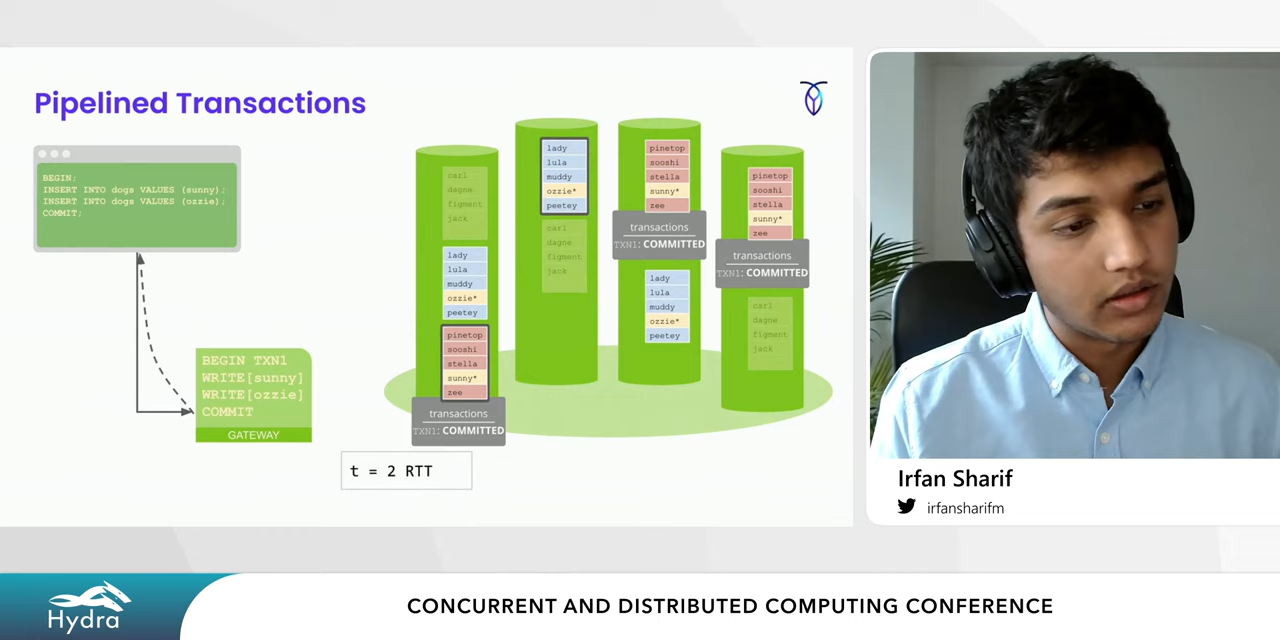 Pipelined Transactions
BEGIN;
INSERT INTO dogs VALUES (sunny);
INSERT INTO dogs VALUES (ozzie);
COMMIT;
BEGIN TXN1
WRITE[sunny]
WRITE[ozzie]
COMMIT
GATEWAY
t = 2 RTT
carl
dagne
figment
jack
lady
lula
muddy
ozzie*
peetey
pinetop
sooshi
stella
sunny*
zee
transactions
TXN1: COMMITTED
lady
lula
muddy
ozzie*
peetey
carl
dagne
figment
jack
pinetop
sooshi
stella
sunny*
zee
transactions
TXN1: COMMITTED
lady
lula
muddy
ozzie*
peetey
pinetop
sooshi
stella
sunny*
zee
transactions
TXN1: COMMITTED
carl
dagne
figment
jack
Irfan Sharif
irfansharifm
Hydra
CONCURRENT AND DISTRIBUTED COMPUTING CONFERENCE